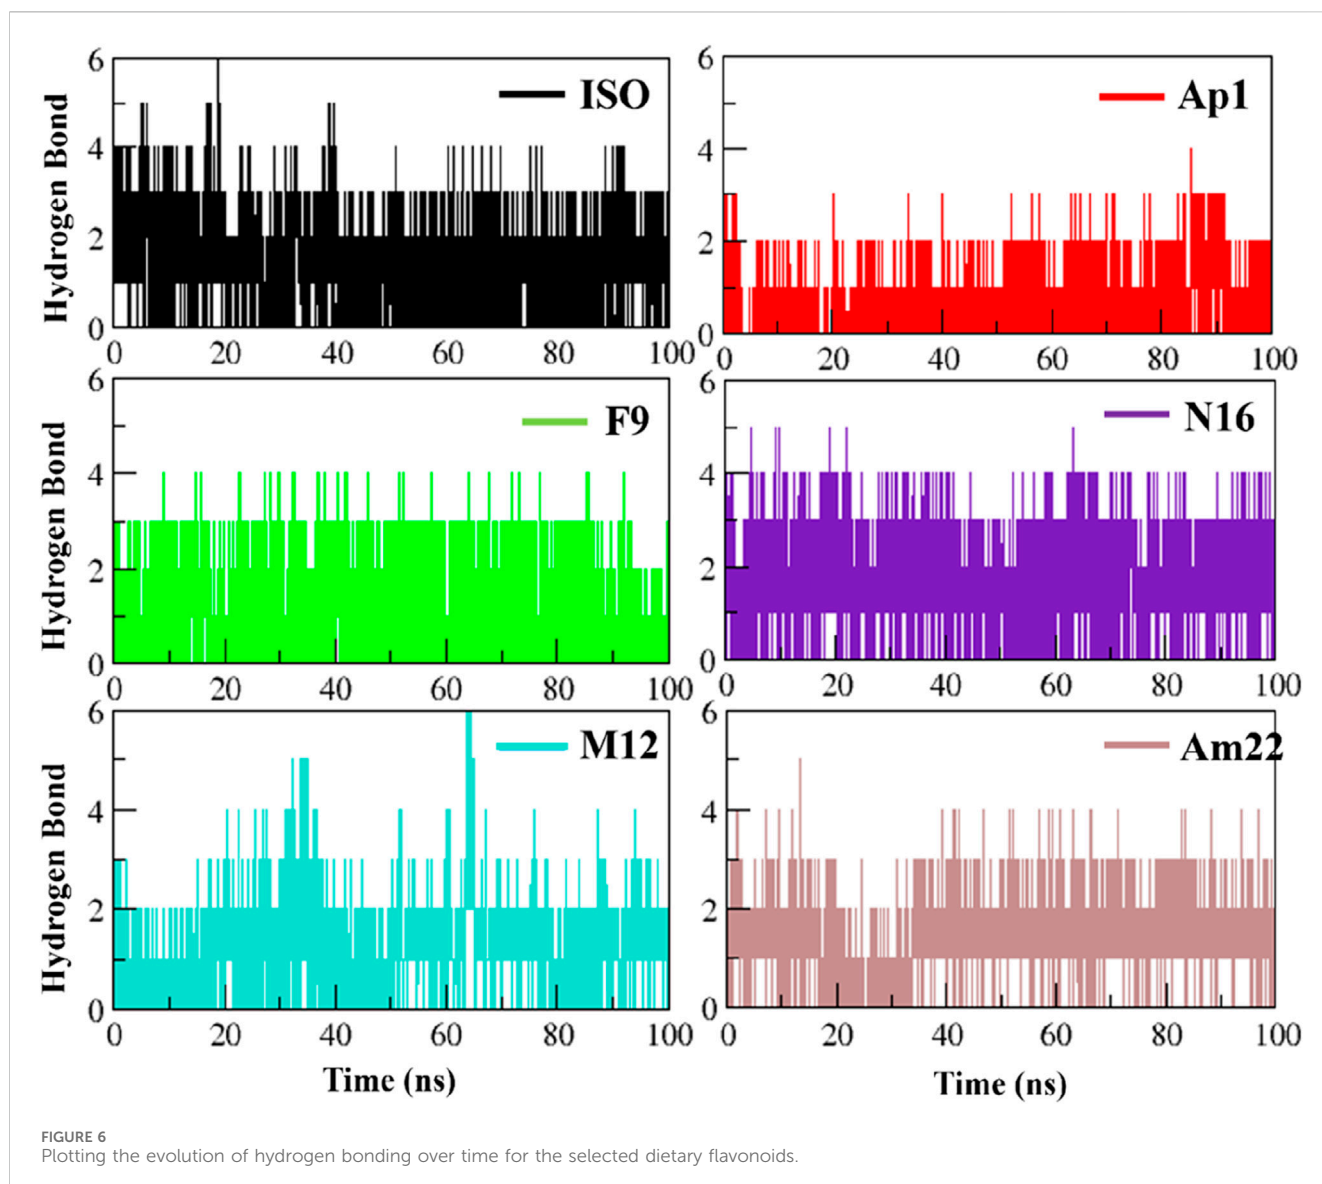 6
4
2
0
Hydrogen Bond
ISO
0 20 40 60 80 100
6
4
2
0
Ap1
0 20 40 60 80 100
6
4
2
0
Hydrogen Bond
F9
0 20 40 60 80 100
6
4
2
0
N16
0 20 40 60 80 100
6
4
2
0
Hydrogen Bond
M12
0 20 40 60 80 100
Time (ns)
6
4
2
0
Am22
0 20 40 60 80 100
Time (ns)
FIGURE 6
Plotting the evolution of hydrogen bonding over time for the selected dietary flavonoids.